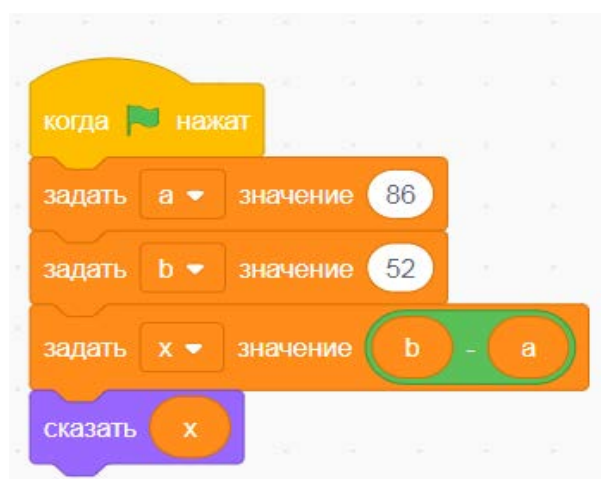 когда нажат
задать a значение 86
задать b значение 52
задать x значение b - a
сказать x